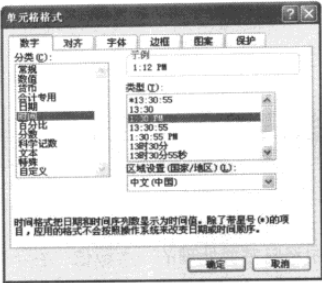 单元格格式
数字 对齐 字体 边框 图案 保护
分类(C):
常规
数值
货币
会计专用
日期
时间
百分比
分数
科学记数
文本
特殊
自定义
示例
1:12 PM
类型(T):
*13:30:55
13:30
1:30 PM
13:30:55
1:30:55 PM
13时30分
13时30分55秒
区域设置(国家/地区)(L):
中文(中国)
时间格式把日期和时间序列数显示为时间值。除了带星号(*)的项
目，应用的格式不会按照操作系统来改变日期或时间顺序。
确定 取消